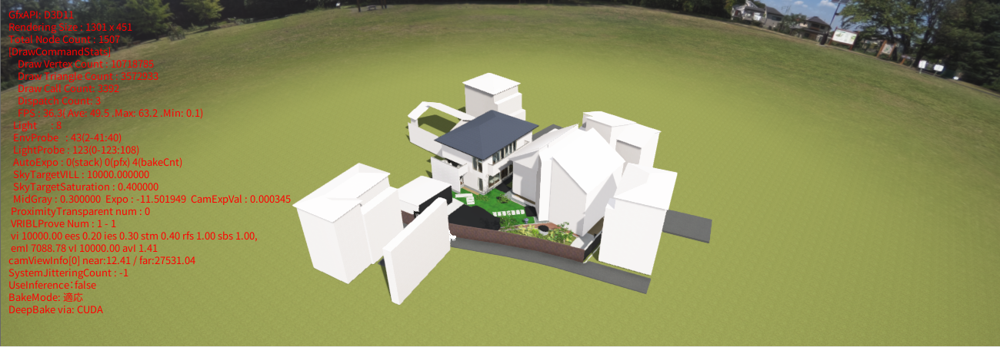 GfxAPI: D3D11
Rendering Size : 1301 x 451
Total Node Count : 1507
[DrawCommandStats]
Draw Vertex Count : 10718785
Draw Triangle Count : 3572933
Draw Call Count: 3392
Dispatch Count: 3
FPS : 36.3( Ave: 49.5 .Max: 63.2 .Min: 0.1)
Light : 8
EnvProbe : 43(2-41:40)
LightProbe : 123(0-123:108)
AutoExpo : 0(stack) 0(pfx) 4(bakeCnt)
SkyTargetVILL : 10000.000000
SkyTargetSaturation : 0.400000
MidGray : 0.300000 Expo : -11.501949 CamExpVal : 0.000345
ProximityTransparent num : 0
VRIBLProve Num : 1 - 1
vi 10000.00 ees 0.20 ies 0.30 stm 0.40 rfs 1.00 sbs 1.00,
emI 7088.78 vI 10000.00 avI 1.41
camViewInfo[0] near:12.41 / far:27531.04
SystemJitteringCount : -1
UseInference：false
BakeMode: 適応
DeepBake via: CUDA